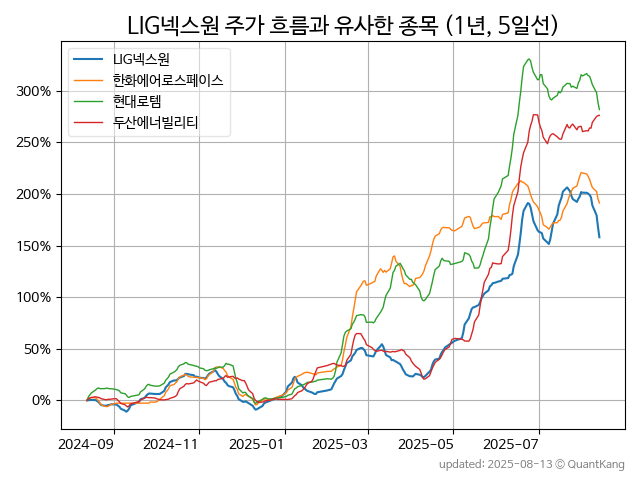 LIG넥스원 주가 흐름과 유사한 종목 (1년, 5일선)
LIG넥스원
한화에어로스페이스
현대로템
두산에너빌리티
300%
250%
200%
150%
100%
50%
0%
2024-09 2024-11 2025-01 2025-03 2025-05 2025-07
updated: 2025-08-13 © QuantKang